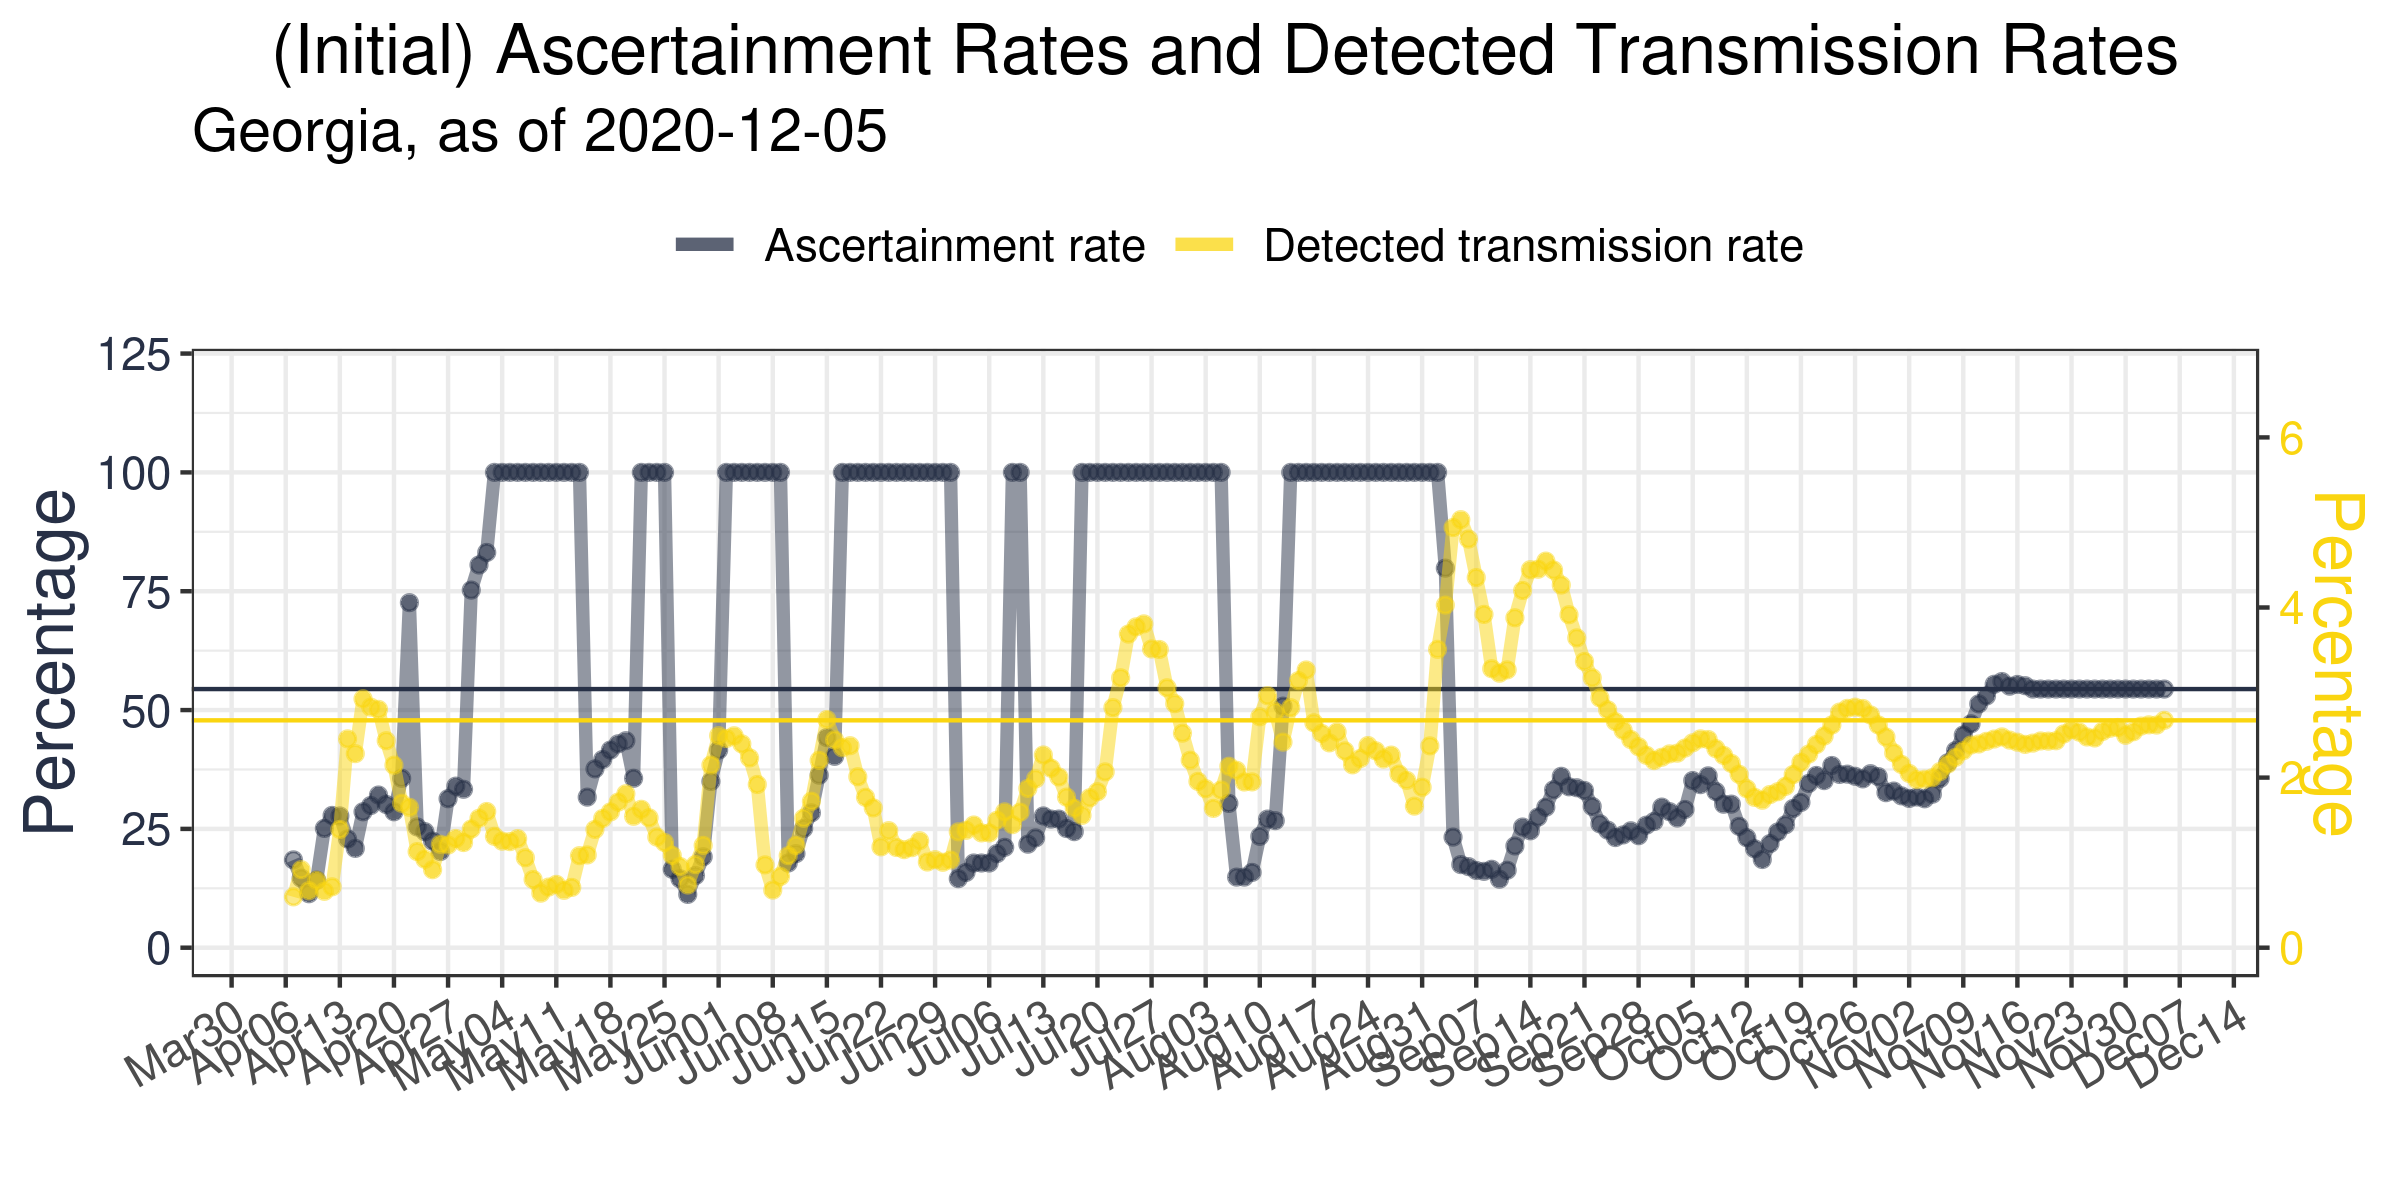 (Initial) Ascertainment Rates and Detected Transmission Rates
Georgia, as of 2020-12-05
Ascertainment rate
Detected transmission rate
Percentage
125
100
75
50
25
0
6
4
2
0
Percentage
Mar30
Apr06
Apr13
Apr20
Apr27
May04
May11
May18
May25
Jun01
Jun08
Jun15
Jun22
Jun29
Jul06
Jul13
Jul20
Jul27
Aug03
Aug10
Aug17
Aug24
Aug31
Sep07
Sep14
Sep21
Sep28
Oct05
Oct12
Oct19
Oct26
Nov02
Nov09
Nov16
Nov23
Nov30
Dec07
Dec14